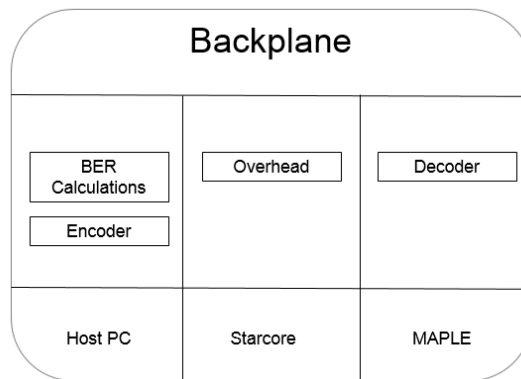 Backplane
BER
Calculations
Encoder
Overhead
Decoder
Host PC
Starcore
MAPLE